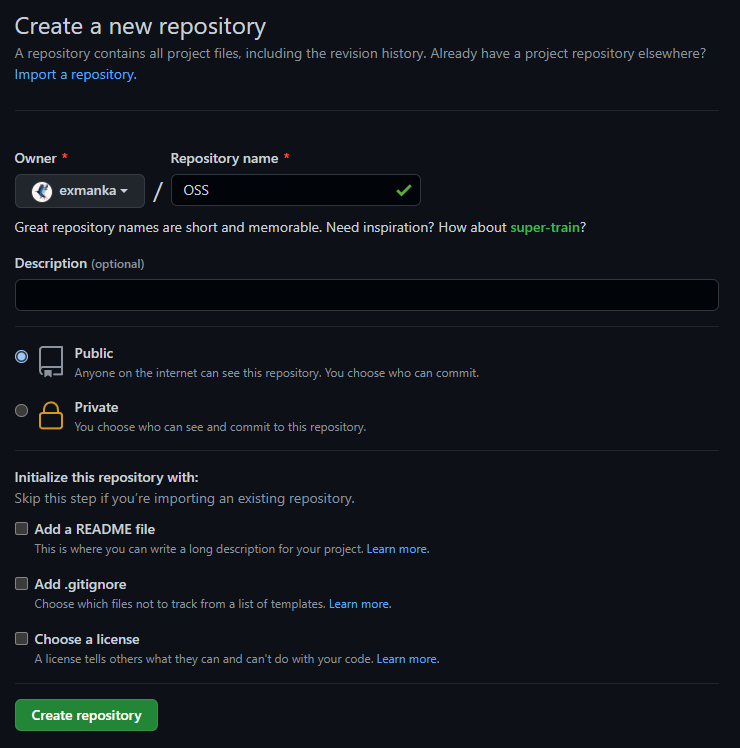 Create a new repository
A repository contains all project files, including the revision history. Already have a project repository elsewhere?
Import a repository.
Owner * Repository name *
exmanka / OSS
Great repository names are short and memorable. Need inspiration? How about super-train?
Description (optional)
Public
Anyone on the internet can see this repository. You choose who can commit.
Private
You choose who can see and commit to this repository.
Initialize this repository with:
Skip this step if you’re importing an existing repository.
Add a README file
This is where you can write a long description for your project. Learn more.
Add .gitignore
Choose which files not to track from a list of templates. Learn more.
Choose a license
A license tells others what they can and can't do with your code. Learn more.
Create repository